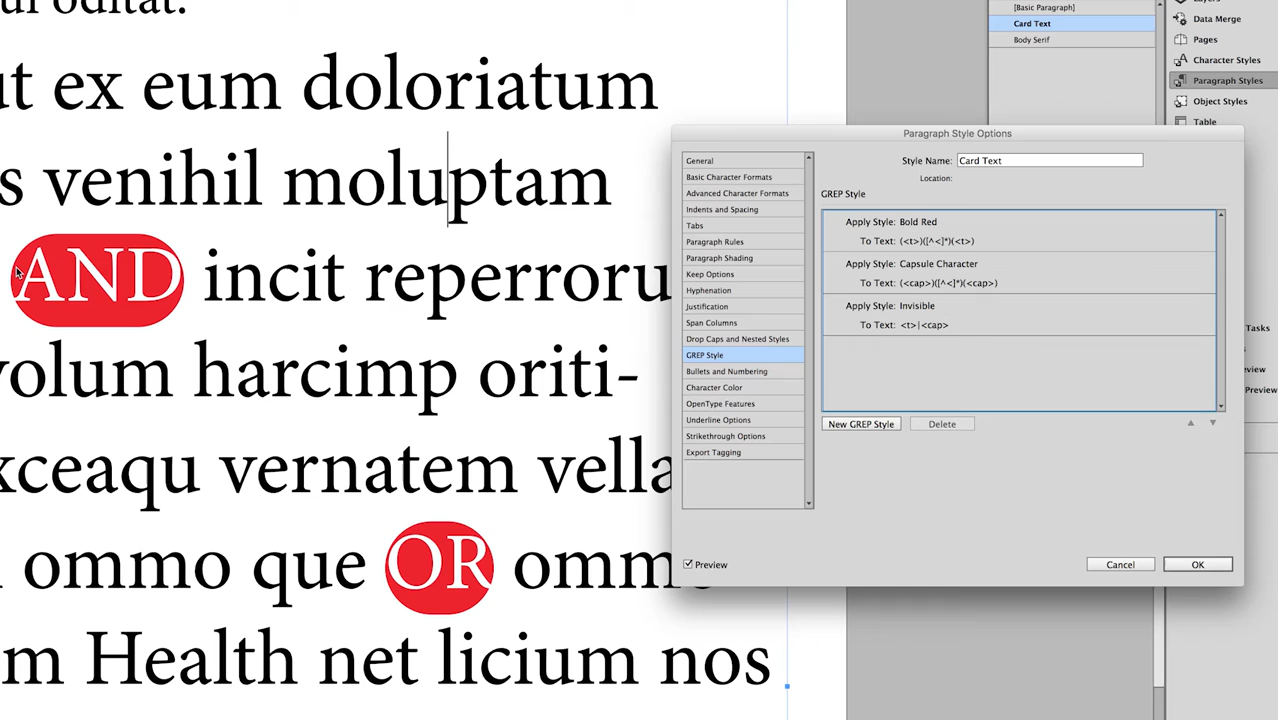 ul oditat.
ut ex eum doloriatum
s venihil moluptam
AND incit reperroru
volum harcimp oriti-
xceaqu vernatem vella
ommo que OR omm
m Health net licium nos
[Basic Paragraph]
Card Text
Body Serif
Layers
Data Merge
Pages
Character Styles
Paragraph Styles
Object Styles
Table
Paragraph Style Options
General
Basic Character Formats
Advanced Character Formats
Indents and Spacing
Tabs
Paragraph Rules
Paragraph Shading
Keep Options
Hyphenation
Justification
Span Columns
Drop Caps and Nested Styles
GREP Style
Bullets and Numbering
Character Color
OpenType Features
Underline Options
Strikethrough Options
Export Tagging
Style Name: Card Text
Location:
GREP Style
Apply Style: Bold Red
To Text: (<t>)([^<]*)(<t>)
Apply Style: Capsule Character
To Text: (<cap>)([^<]*)(<cap>)
Apply Style: Invisible
To Text: <t>|<cap>
New GREP Style
Delete
Preview
Cancel
OK
Tasks
eview
Preview